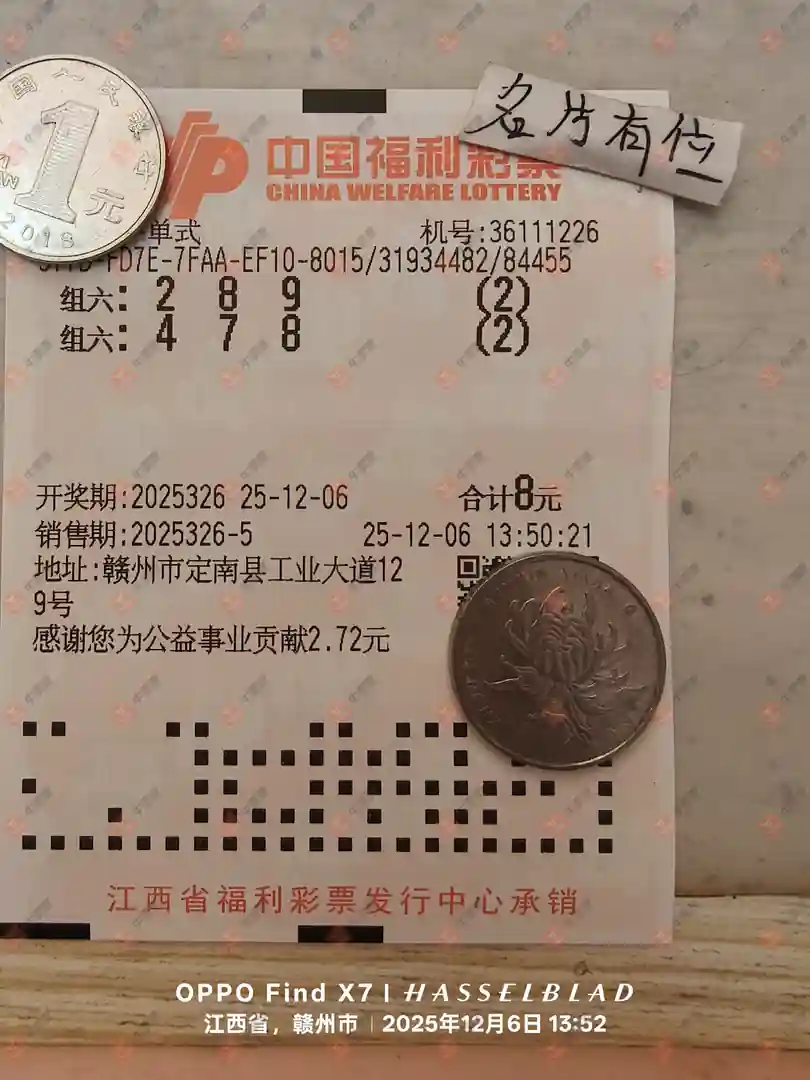 中国人民银行
1元
2018
名片有位
中国福利彩票
CHINA WELFARE LOTTERY
单式 机号:36111226
FD7E-7FAA-EF10-8015/31934482/84455
组六: 2 8 9 (2)
组六: 4 7 8 (2)
开奖期:2025326 25-12-06 合计8元
销售期:2025326-5 25-12-06 13:50:21
地址:赣州市定南县工业大道12
9号
感谢您为公益事业贡献2.72元
江西省福利彩票发行中心承销
OPPO Find X7 | HASSELBLAD
江西省，赣州市 | 2025年12月6日 13:52